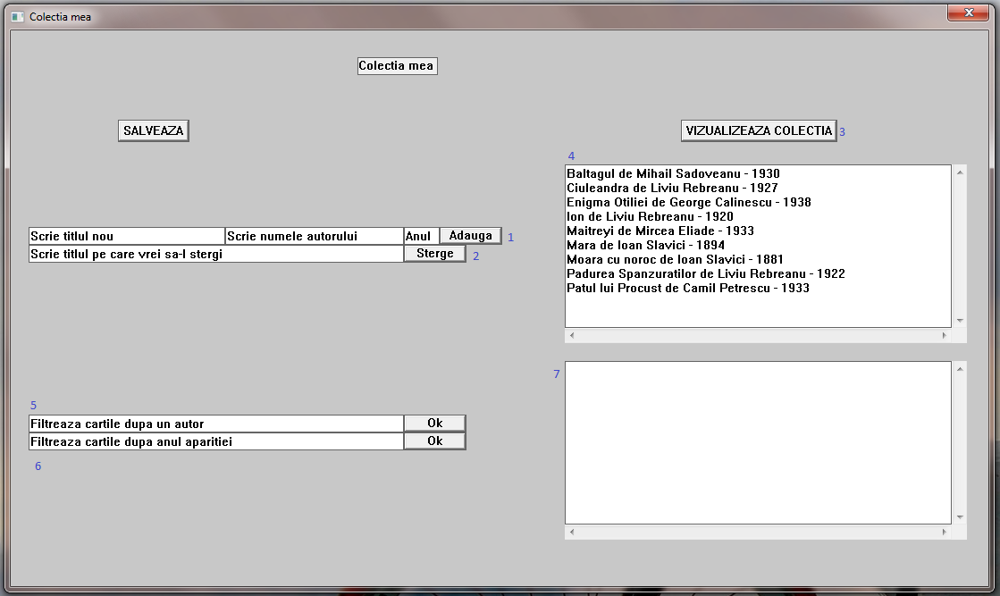 Colectia mea
Colectia mea
SALVEAZA
VIZUALIZEAZA COLECTIA 3
4
Baltagul de Mihail Sadoveanu - 1930
Ciuleandra de Liviu Rebreanu - 1927
Enigma Otiliei de George Calinescu - 1938
Ion de Liviu Rebreanu - 1920
Maitreyi de Mircea Eliade - 1933
Mara de Ioan Slavici - 1894
Moara cu noroc de Ioan Slavici - 1881
Padurea Spanzuratilor de Liviu Rebreanu - 1922
Patul lui Procust de Camil Petrescu - 1933
Scrie titlul nou Scrie numele autorului Anul Adauga 1
Scrie titlul pe care vrei sa-l stergi Sterge 2
7
5
Filtreaza cartile dupa un autor Ok
Filtreaza cartile dupa anul aparitiei Ok
6